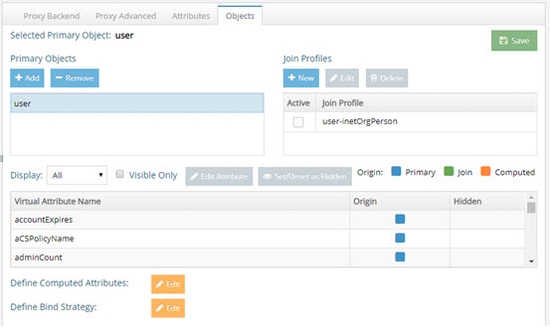 Proxy Backend Proxy Advanced Attributes Objects
Selected Primary Object: user
Save
Primary Objects Join Profiles
+ Add − Remove + New Edit Delete
user
Active Join Profile
user-inetOrgPerson
Display: All Visible Only Edit Attribute Set/Unset as Hidden Origin: Primary Join Computed
Virtual Attribute Name Origin Hidden
accountExpires
aCSPolicyName
adminCount
Define Computed Attributes: Edit
Define Bind Strategy: Edit